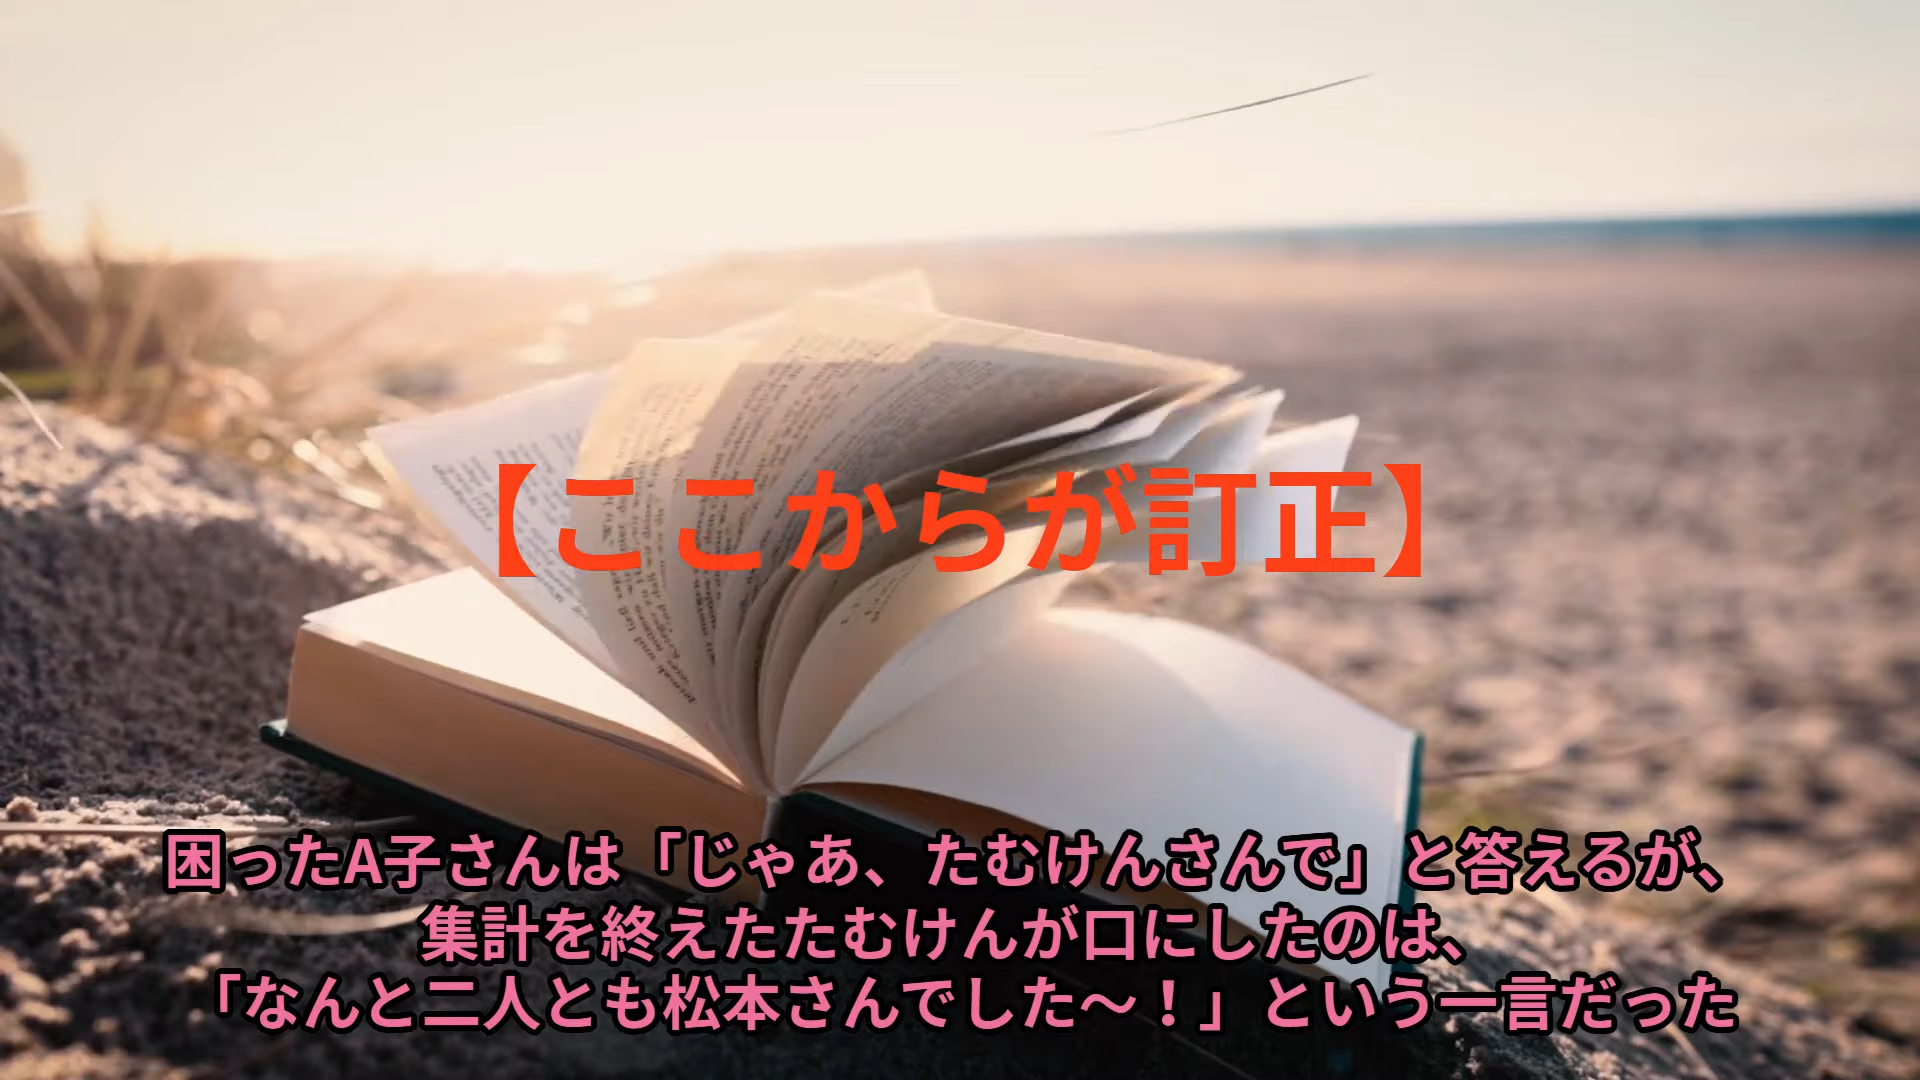 【ここからが訂正】
困ったA子さんは「じゃあ、たむけんさんで」と答えるが、
集計を終えたたむけんが口にしたのは、
「なんと二人とも松本さんでした～！」という一言だった